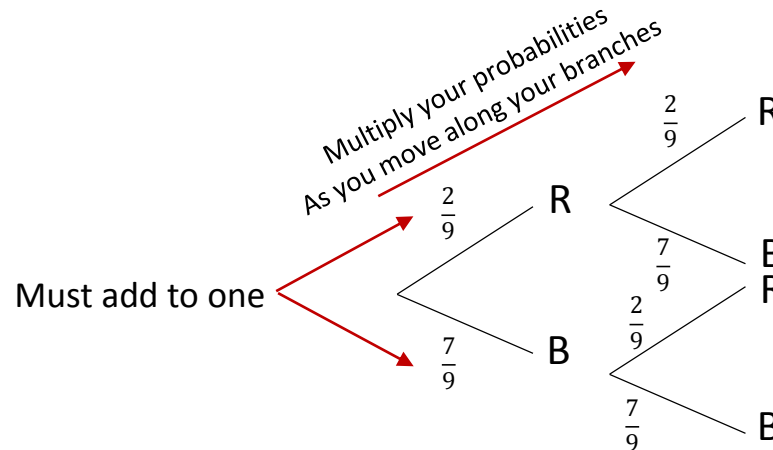 Multiply your probabilities
As you move along your branches
2/9
R
2/9
R
7/9
B
Must add to one
7/9
B
2/9
R
7/9
B